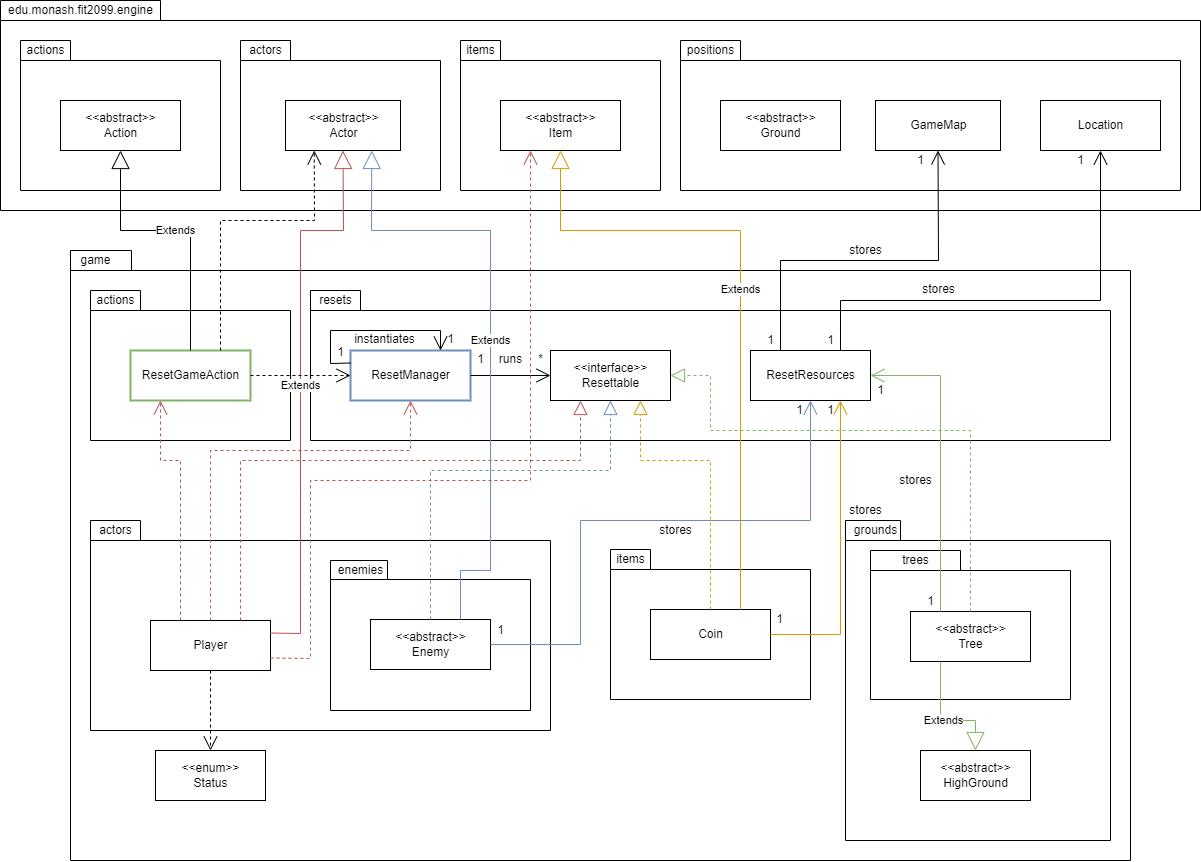 edu.monash.fit2099.engine
actions
actors
items
positions
<<abstract>>
Action
<<abstract>>
Actor
<<abstract>>
Item
<<abstract>>
Ground
GameMap
Location
1
1
Extends
stores
game
stores
Extends
actions
resets
instantiates
1
Extends
1
1
1
1
runs
*
ResetGameAction
ResetManager
<<interface>>
Resettable
ResetResources
Extends
1
1
1
stores
stores
actors
stores
grounds
enemies
items
trees
1
1
1
Player
<<abstract>>
Enemy
Coin
<<abstract>>
Tree
Extends
<<enum>>
Status
<<abstract>>
HighGround